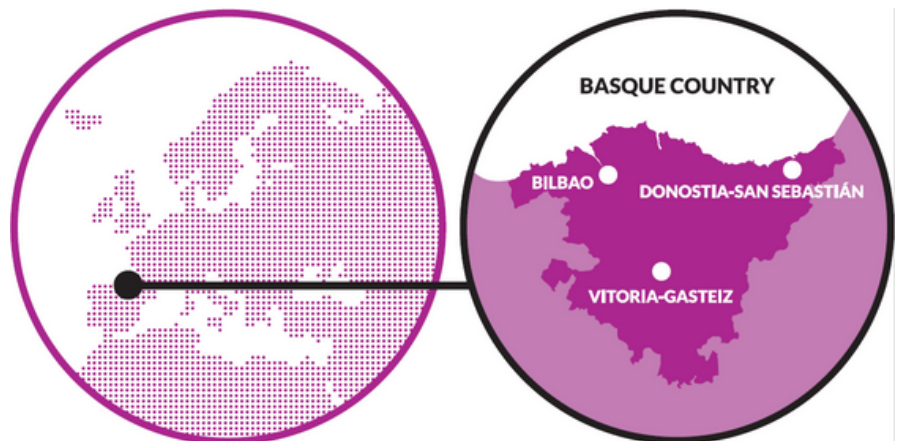 BASQUE COUNTRY
BILBAO
DONOSTIA-SAN SEBASTIÁN
VITORIA-GASTEIZ